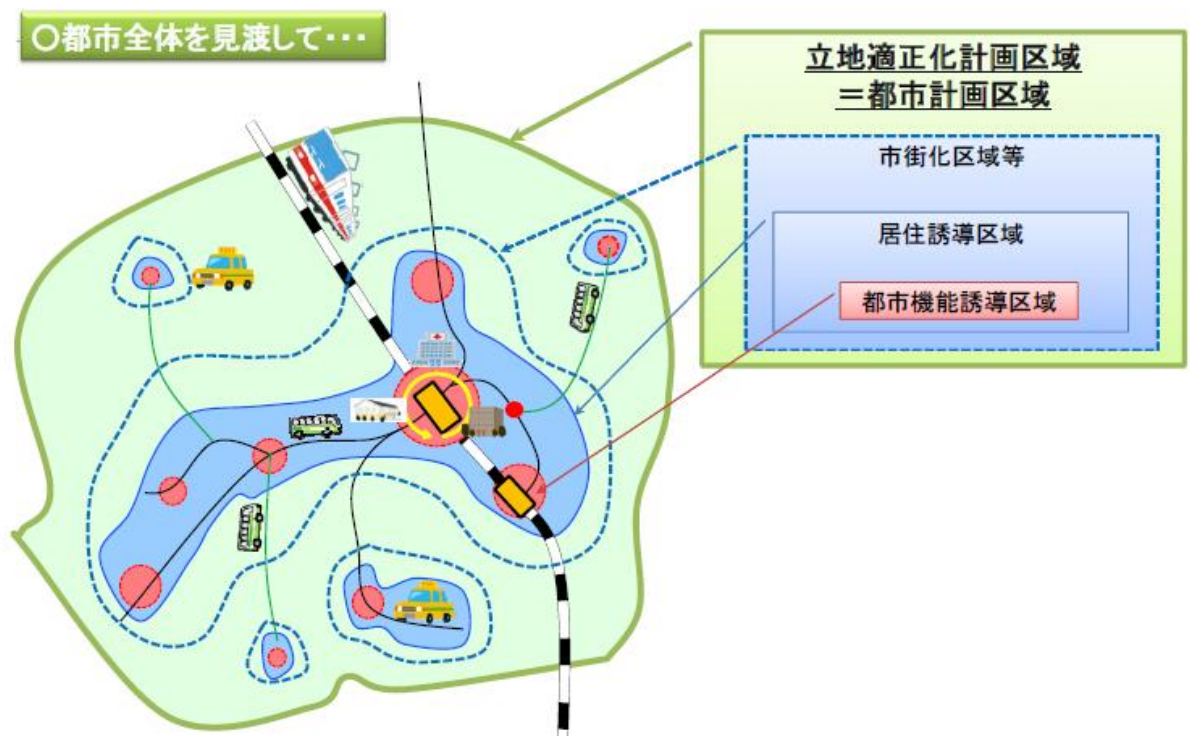 〇都市全体を見渡して・・・
立地適正化計画区域
＝都市計画区域
市街化区域等
居住誘導区域
都市機能誘導区域